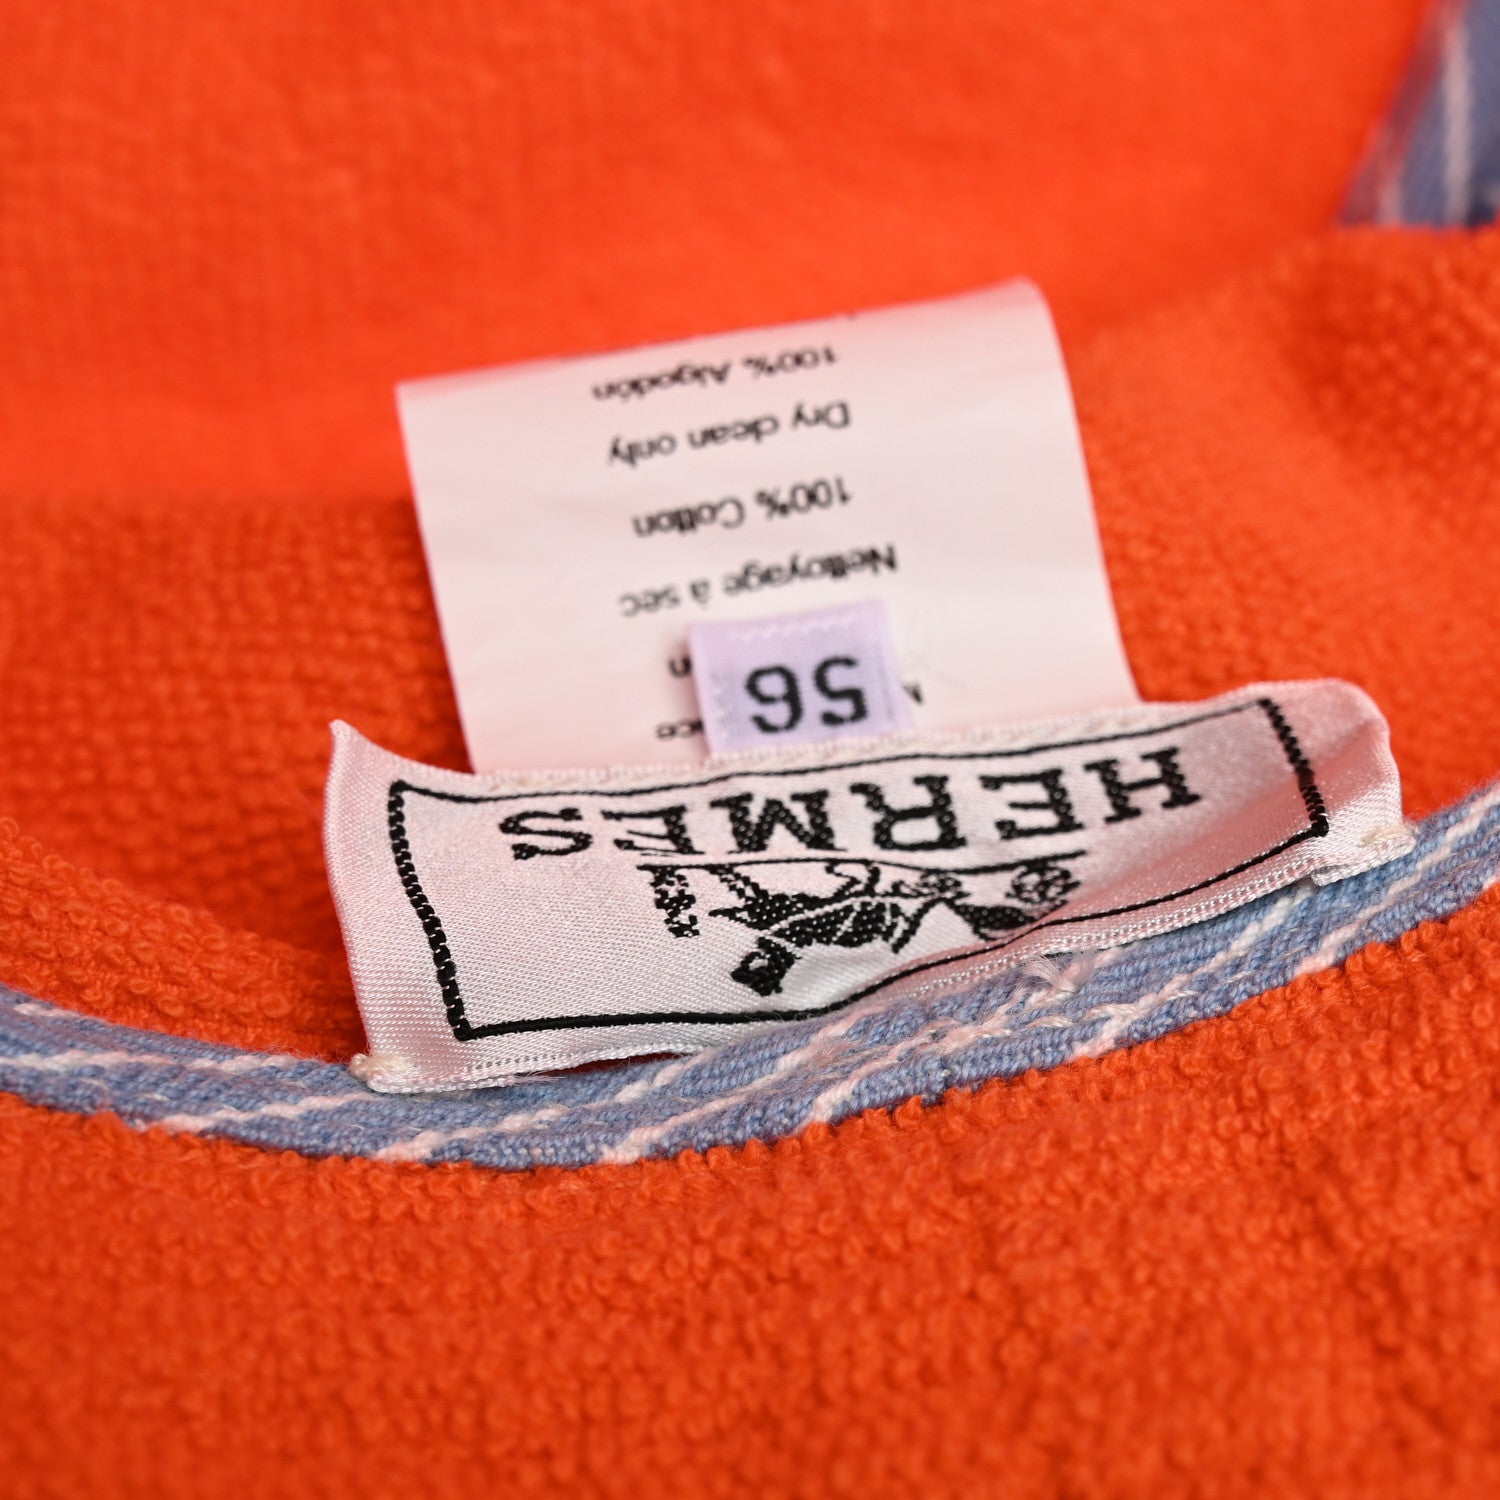 HERMES
56
Nettoyage à sec
100% Cotton
Dry clean only
100% Algodón